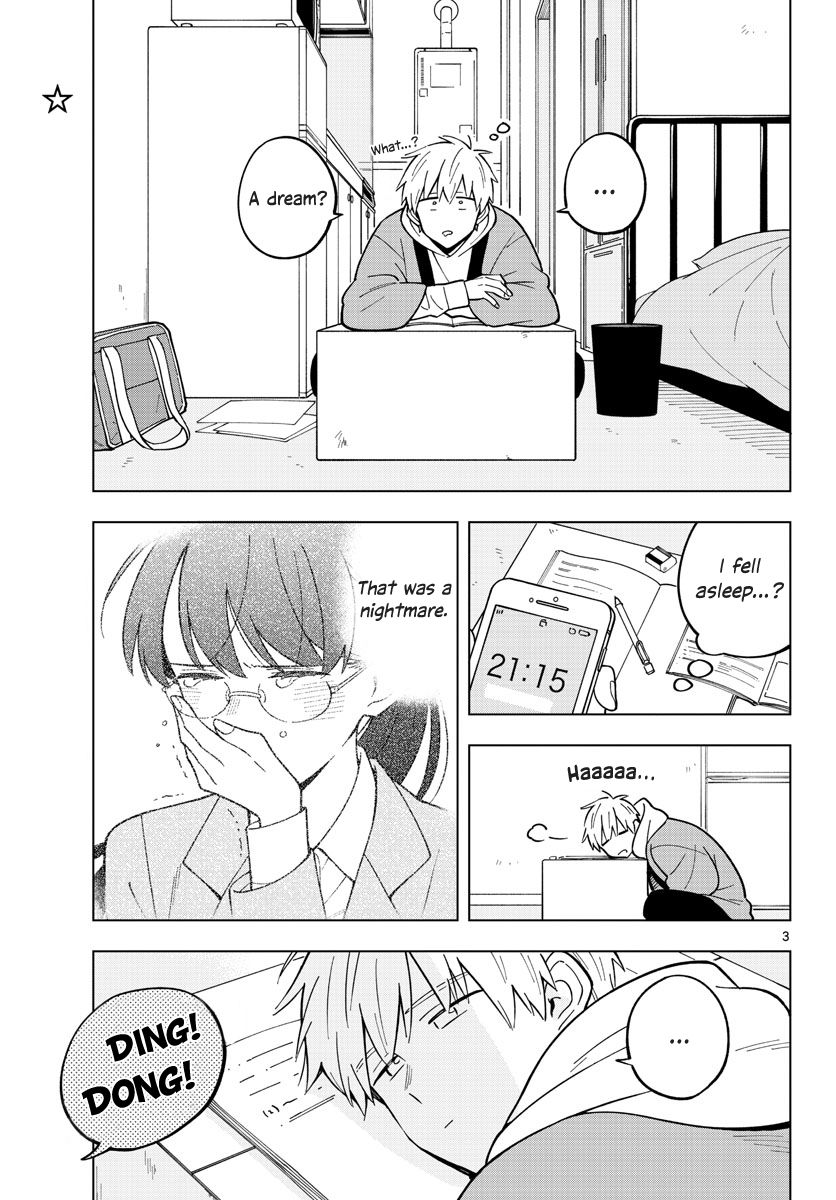 ...
What...?
A dream?
I fell
asleep...?
21:15
That was a
nightmare.
Haaaaa...
3
...
DING!
DONG!